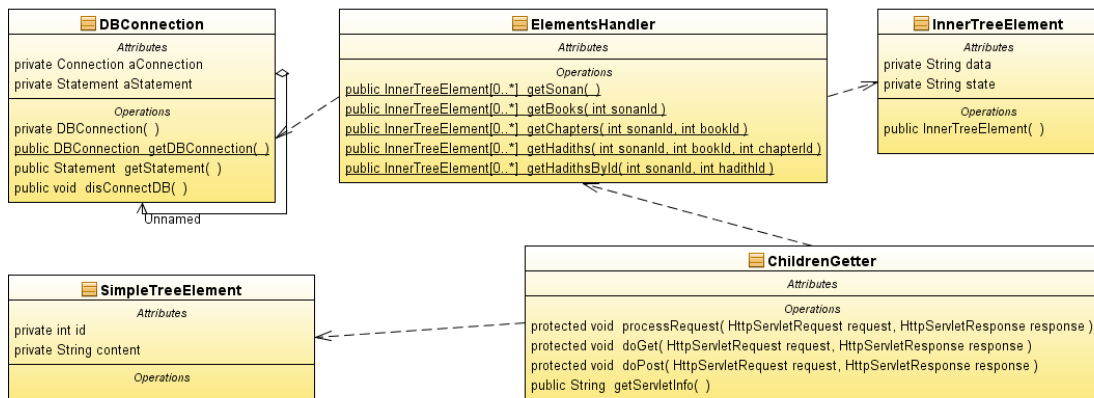 DBConnection
Attributes
private Connection aConnection
private Statement aStatement
Operations
private DBConnection( )
public DBConnection getDBConnection( )
public Statement getStatement( )
public void disConnectDB( )
Unnamed
ElementsHandler
Attributes
Operations
public InnerTreeElement[0..*] getSonan( )
public InnerTreeElement[0..*] getBooks( int sonanId )
public InnerTreeElement[0..*] getChapters( int sonanId, int bookId )
public InnerTreeElement[0..*] getHadiths( int sonanId, int bookId, int chapterId )
public InnerTreeElement[0..*] getHadithsById( int sonanId, int hadithId )
InnerTreeElement
Attributes
private String data
private String state
Operations
public InnerTreeElement( )
SimpleTreeElement
Attributes
private int id
private String content
Operations
ChildrenGetter
Attributes
Operations
protected void processRequest( HttpServletRequest request, HttpServletResponse response )
protected void doGet( HttpServletRequest request, HttpServletResponse response )
protected void doPost( HttpServletRequest request, HttpServletResponse response )
public String getServletInfo( )